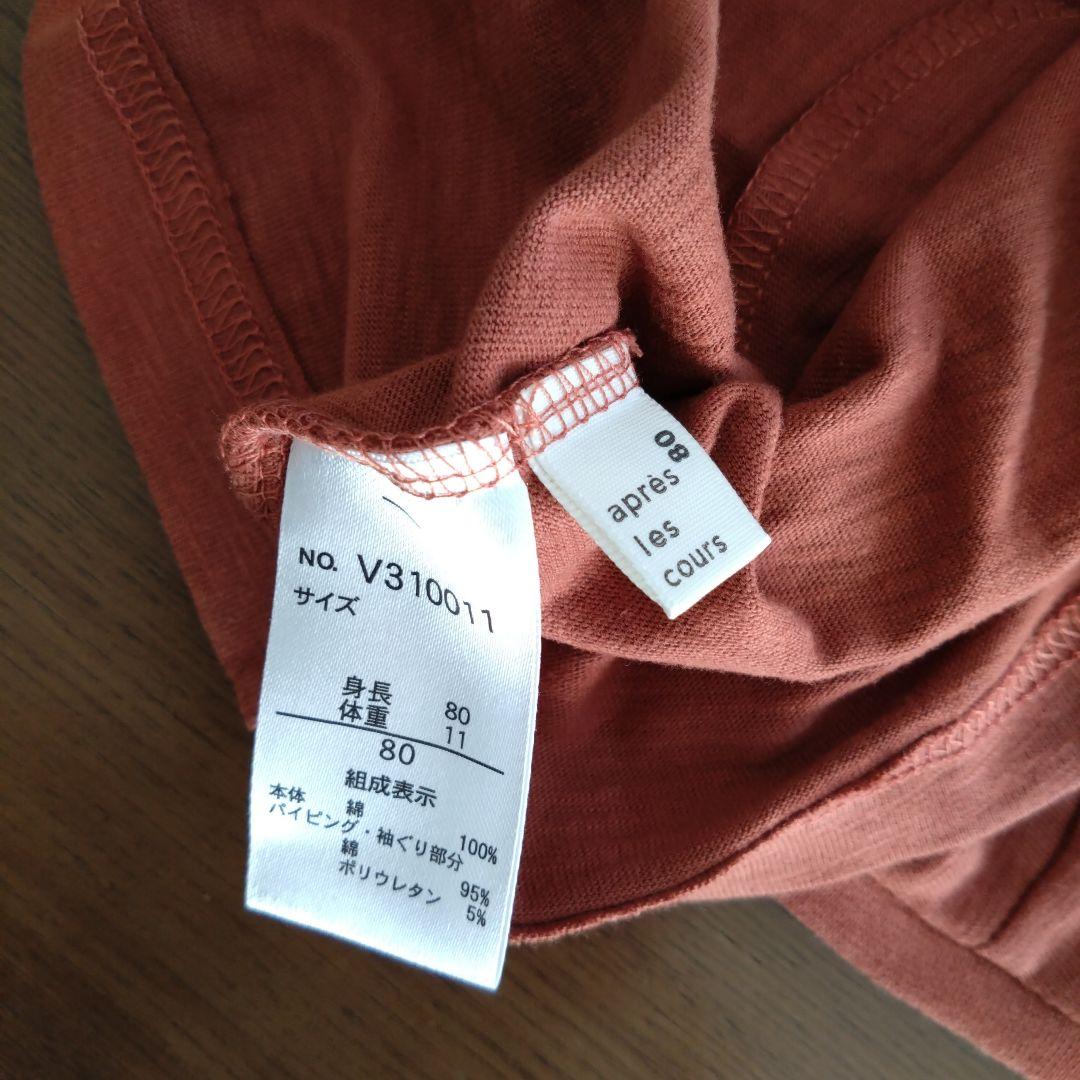 NO. V310011
サイズ
身長 80
体重 11
80
組成表示
本体 綿 100%
パイピング・袖ぐり部分
綿 95%
ポリウレタン 5%
80
après
les
cours